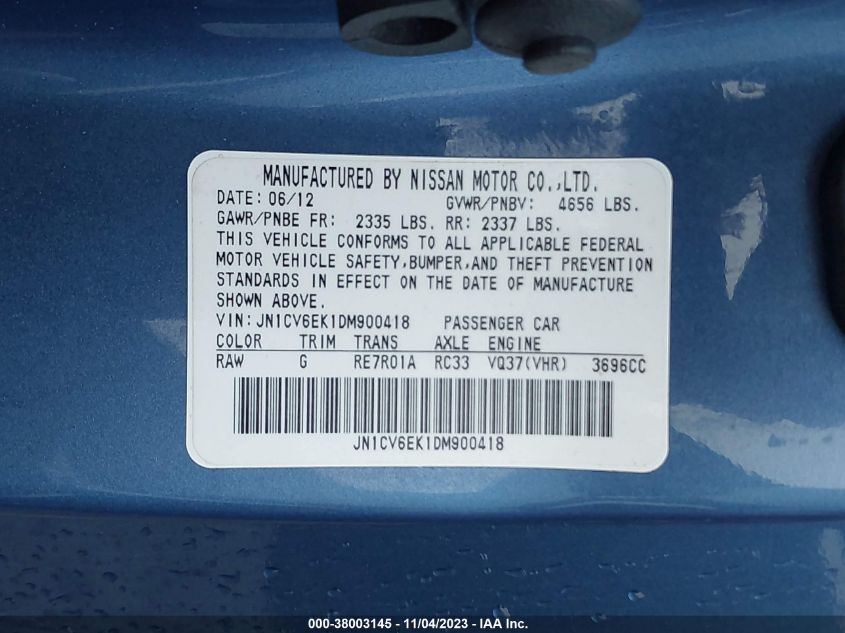 MANUFACTURED BY NISSAN MOTOR CO.,LTD.
DATE: 06/12 GVWR/PNBV: 4656 LBS.
GAWR/PNBE FR: 2335 LBS. RR: 2337 LBS.
THIS VEHICLE CONFORMS TO ALL APPLICABLE FEDERAL
MOTOR VEHICLE SAFETY,BUMPER,AND THEFT PREVENTION
STANDARDS IN EFFECT ON THE DATE OF MANUFACTURE
SHOWN ABOVE.
VIN: JN1CV6EK1DM900418 PASSENGER CAR
COLOR TRIM TRANS AXLE ENGINE
RAW G RE7R01A RC33 VQ37(VHR) 3696CC
JN1CV6EK1DM900418
000-38003145 - 11/04/2023 - IAA Inc.